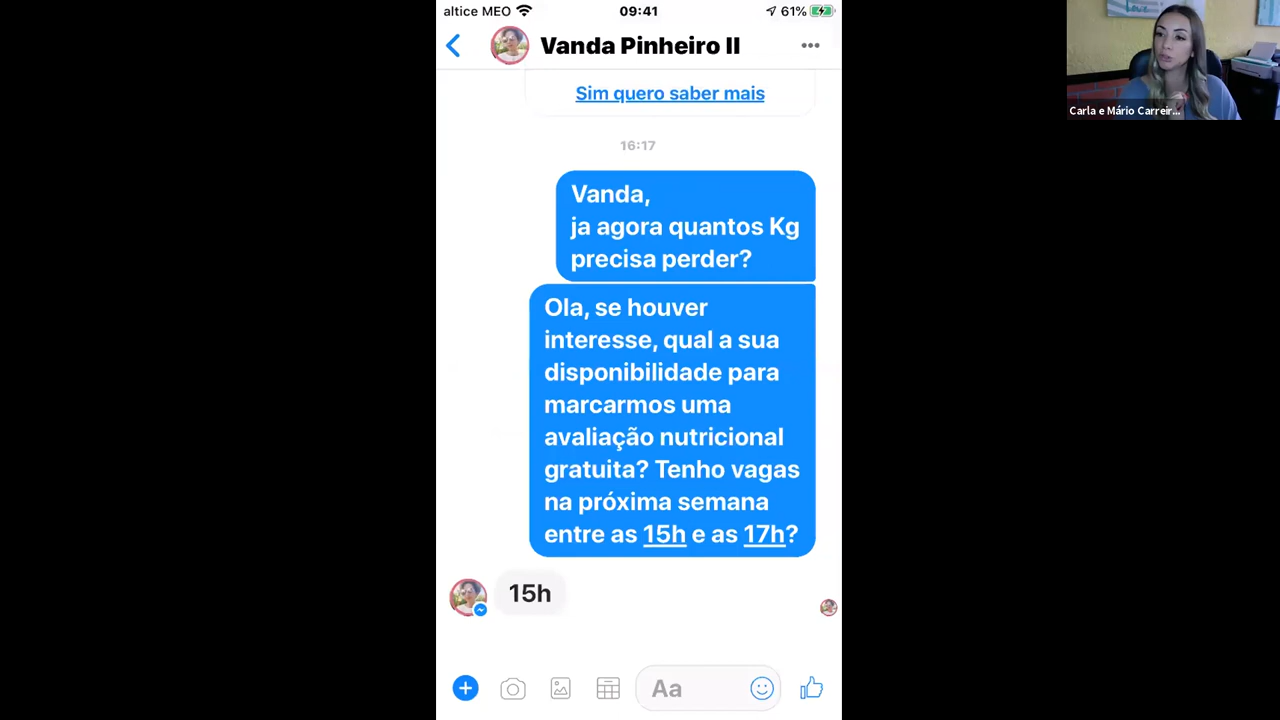 altice MEO 09:41 61%
Vanda Pinheiro II
Sim quero saber mais
16:17
Vanda,
ja agora quantos Kg
precisa perder?
Ola, se houver
interesse, qual a sua
disponibilidade para
marcarmos uma
avaliação nutricional
gratuita? Tenho vagas
na próxima semana
entre as 15h e as 17h?
15h
Aa
Carla e Mário Carreir...